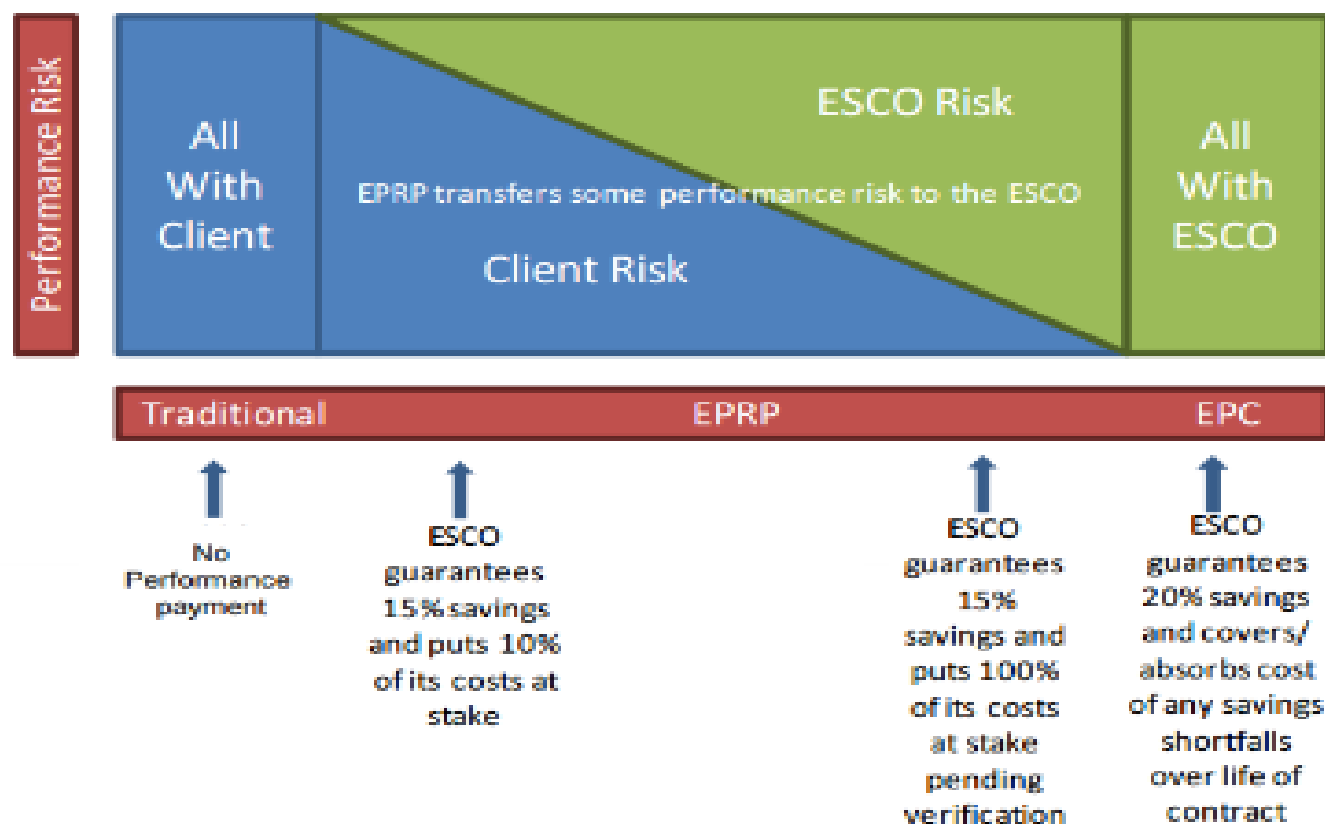 Performance Risk
All
With
Client
ESCO Risk
EPRP transfers some performance risk to the ESCO
Client Risk
All
With
ESCO
Traditional
EPRP
EPC
No
Performance
payment
ESCO
guarantees
15% savings
and puts 10%
of its costs at
stake
ESCO
guarantees
15%
savings and
puts 100%
of its costs
at stake
pending
verification
ESCO
guarantees
20% savings
and covers/
absorbs cost
of any savings
shortfalls
over life of
contract